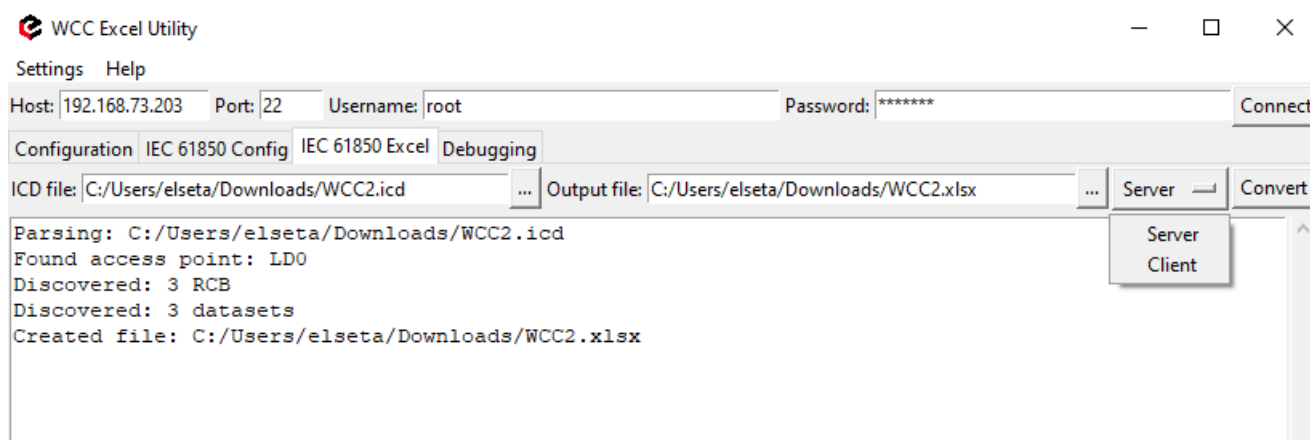 WCC Excel Utility
Settings Help
Host: 192.168.73.203 Port: 22 Username: root Password: ******* Connect
Configuration IEC 61850 Config IEC 61850 Excel Debugging
ICD file: C:/Users/elseta/Downloads/WCC2.icd ... Output file: C:/Users/elseta/Downloads/WCC2.xlsx ... Server Convert
Server
Client
Parsing: C:/Users/elseta/Downloads/WCC2.icd
Found access point: LD0
Discovered: 3 RCB
Discovered: 3 datasets
Created file: C:/Users/elseta/Downloads/WCC2.xlsx